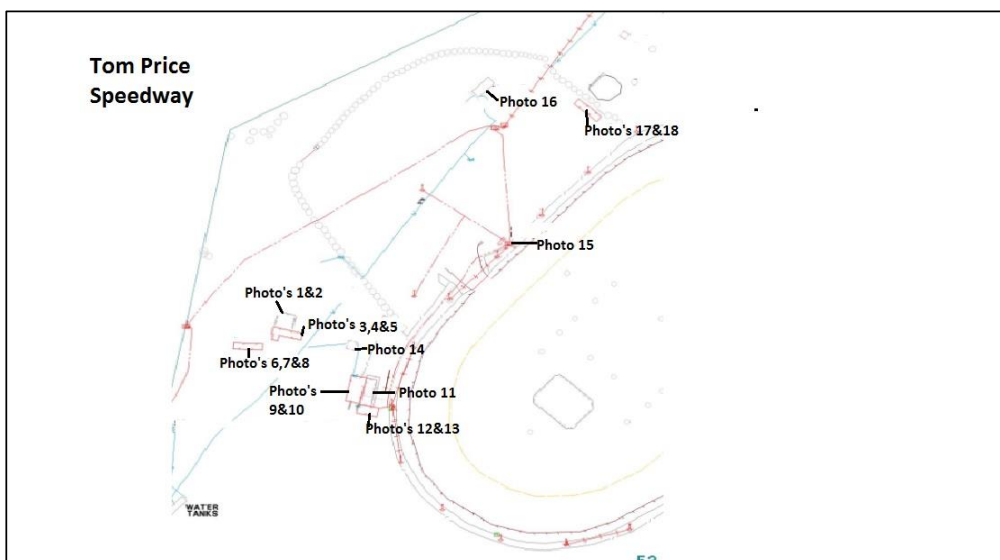 Tom Price
Speedway
Photo 16
Photo's 17&18
Photo 15
Photo's 1&2
Photo's 3,4&5
Photo 14
Photo's 6,7&8
Photo's
9&10
Photo 11
Photo's 12&13
WATER
TANKS